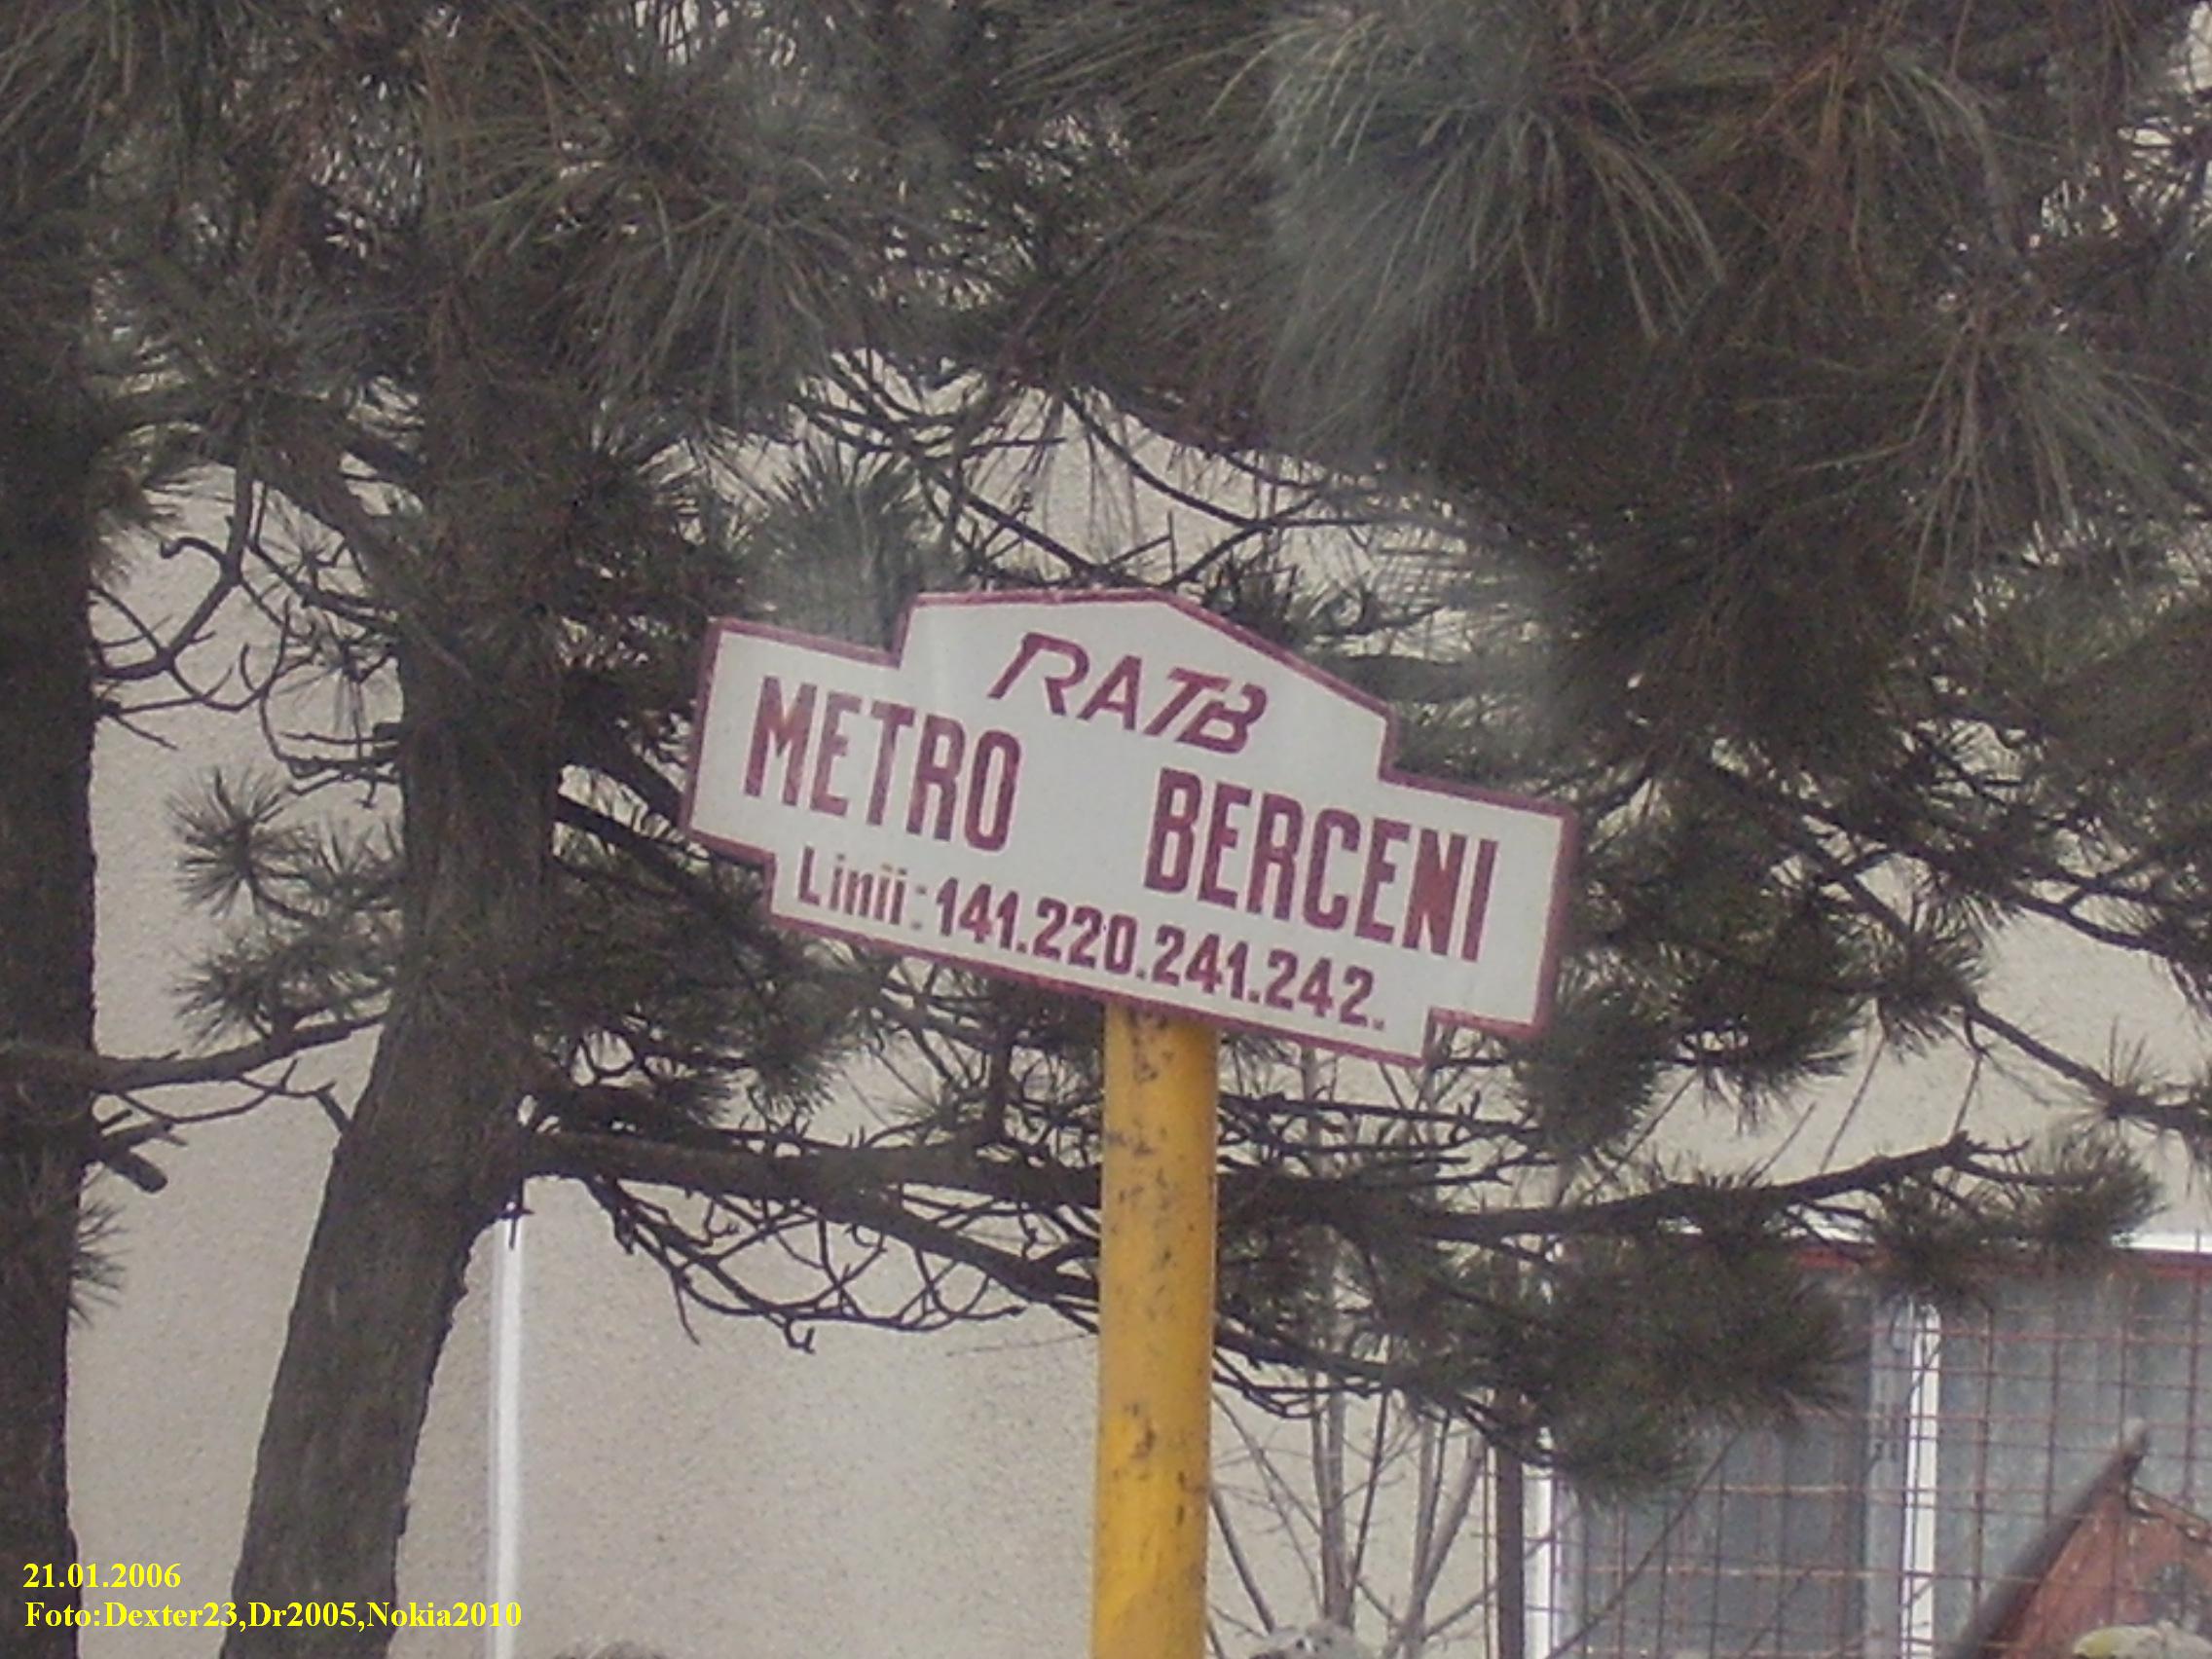 RATB
METRO BERCENI
Linii:141.220.241.242.
21.01.2006
Foto:Dexter23,Dr2005,Nokia2010